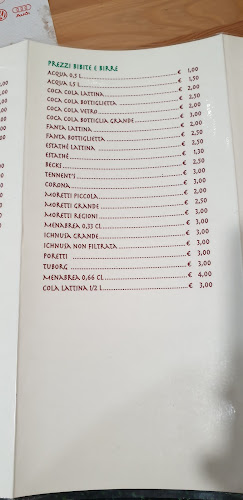 Audi
PREZZI BIBITE E BIRRE
ACQUA 0,5 L........................................€ 1,00
ACQUA 1,5 L........................................€ 1,50
COCA COLA LATTINA..............................€ 2,00
COCA COLA BOTTIGLIETTA......................€ 2,50
COCA COLA VETRO................................€ 2,00
COCA COLA BOTTIGLIA GRANDE..............€ 3,00
FANTA LATTINA....................................€ 2,00
FANTA BOTTIGLIETTA............................€ 2,50
ESTATHÉ LATTINA.................................€ 2,50
ESTATHÉ.............................................€ 1,30
BECKS................................................€ 2,50
TENNENT'S..........................................€ 3,00
CORONA.............................................€ 3,00
MORETTI PICCOLA................................€ 2,00
MORETTI GRANDE.................................€ 2,50
MORETTI REGIONI................................€ 3,00
MENABREA 0,33 CL...............................€ 3,00
ICHNUSA GRANDE.................................€ 3,00
ICHNUSA NON FILTRATA........................€ 3,00
PORETTI .............................................€ 3,00
TUBORG .............................................€ 3,00
MENABREA 0,66 CL...............................€ 4,00
COLA LATTINA 1/2 L..............................€ 3,00